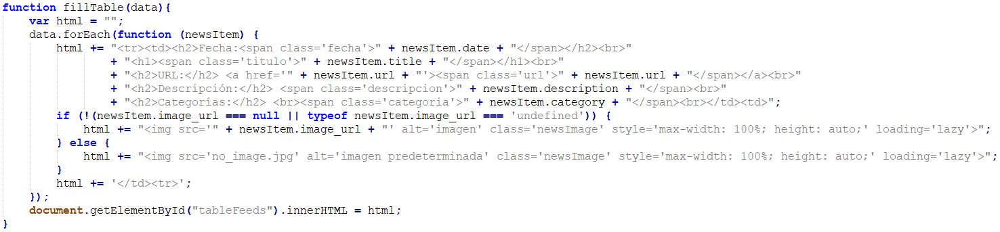 function fillTable(data){
    var html = "";
    data.forEach(function (newsItem) {
        html += "<tr><td><h2>Fecha:<span class='fecha'>" + newsItem.date + "</span></h2><br>"
                + "<h1><span class='titulo'>" + newsItem.title + "</span></h1><br>"
                + "<h2>URL:</h2> <a href='" + newsItem.url + "'><span class='url'>" + newsItem.url + "</span></a><br>"
                + "<h2>Descripción:</h2> <span class='descripcion'>" + newsItem.description + "</span><br>"
                + "<h2>Categorías:</h2> <br><span class='categoria'>" + newsItem.category + "</span><br></td><td>";
        if (!(newsItem.image_url === null || typeof newsItem.image_url === 'undefined')) {
            html += "<img src='" + newsItem.image_url + "' alt='imagen' class='newsImage' style='max-width: 100%; height: auto;' loading='lazy'>";
        } else {
            html += "<img src='no_image.jpg' alt='imagen predeterminada' class='newsImage' style='max-width: 100%; height: auto;' loading='lazy'>";
        }
        html += '</td><tr>';
    });
    document.getElementById("tableFeeds").innerHTML = html;
}